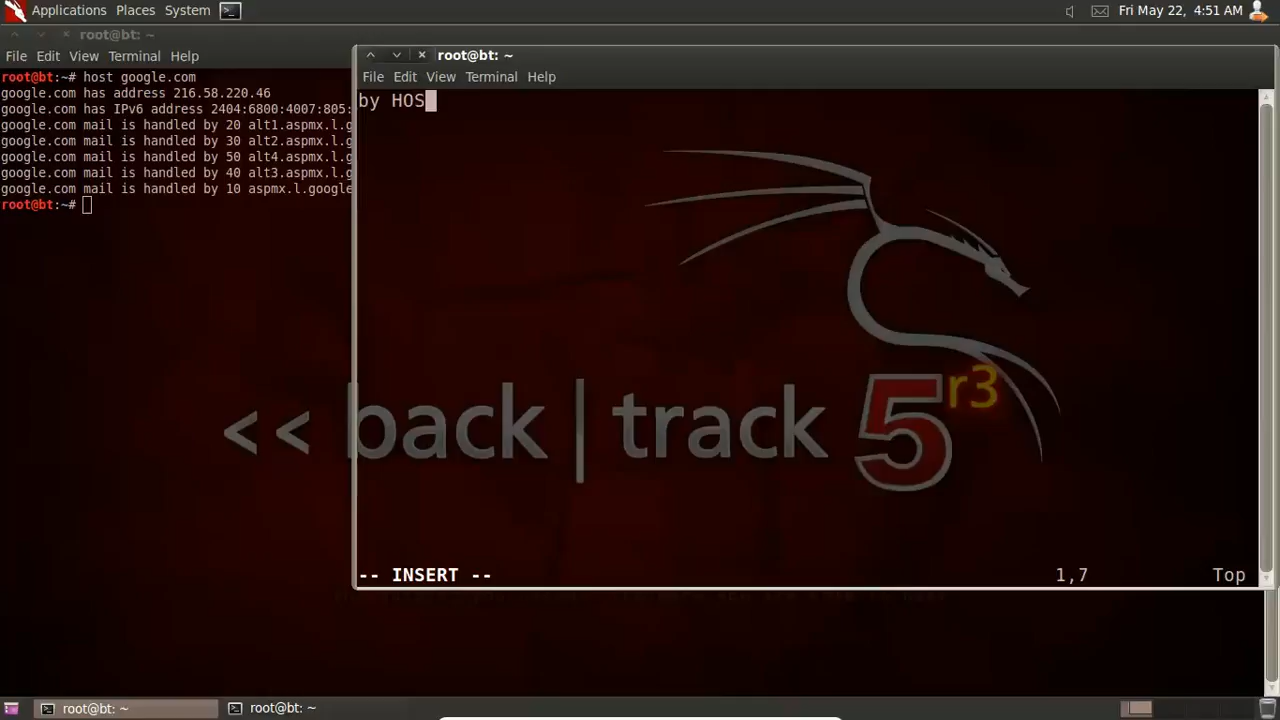 Applications Places System
Fri May 22, 4:51 AM
root@bt: ~
File Edit View Terminal Help
root@bt:~# host google.com
google.com has address 216.58.220.46
google.com has IPv6 address 2404:6800:4007:805:
google.com mail is handled by 20 alt1.aspmx.l.g
google.com mail is handled by 30 alt2.aspmx.l.g
google.com mail is handled by 50 alt4.aspmx.l.g
google.com mail is handled by 40 alt3.aspmx.l.g
google.com mail is handled by 10 aspmx.l.google
root@bt:~#
root@bt: ~
File Edit View Terminal Help
by HOS
<< back | track 5 r3
-- INSERT -- 1,7 Top
root@bt: ~
root@bt: ~